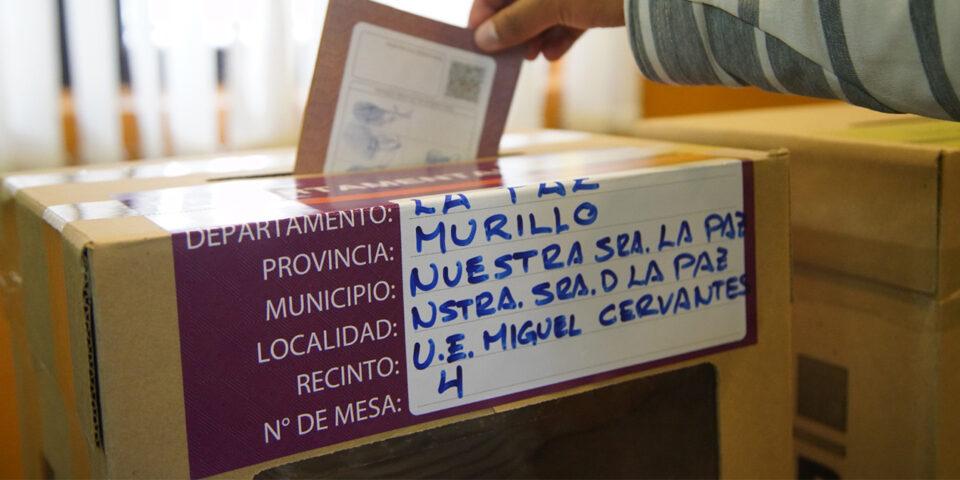 DEPARTAMENTO: LA PAZ
PROVINCIA: MURILLO
MUNICIPIO: NUESTRA SRA. LA PAZ
LOCALIDAD: NSTRA. SRA. D LA PAZ
RECINTO: U.E. MIGUEL CERVANTES
N° DE MESA: 4